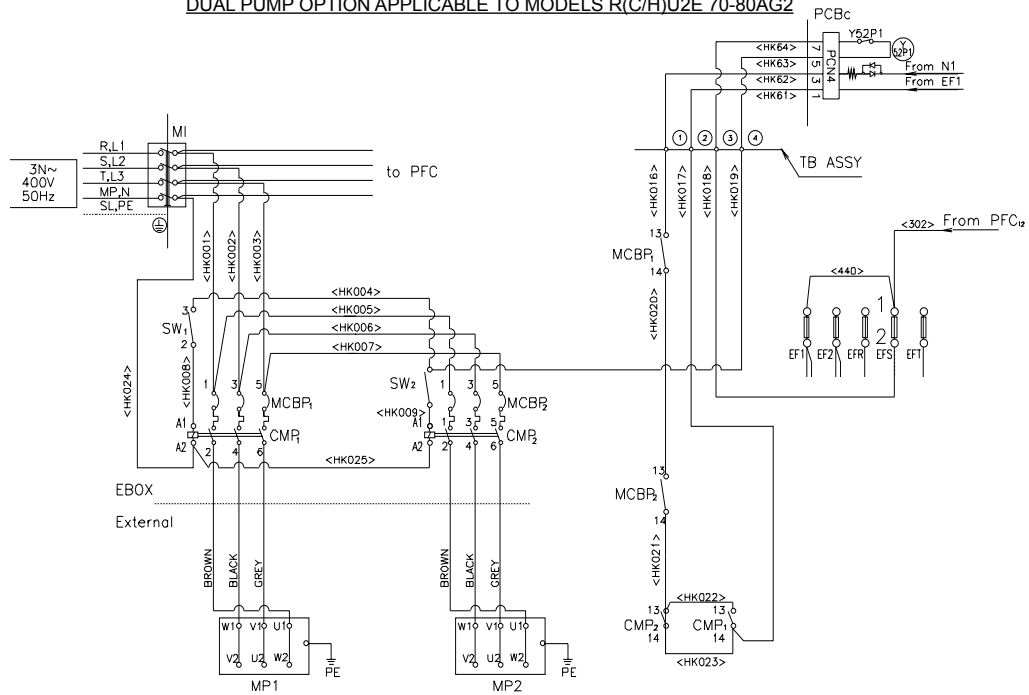 DUAL PUMP OPTION APPLICABLE TO MODELS R(C/H)U2E 70-80AG2
PCBc
Y52P1
Y
52P1
<HK64> 7
<HK63> 5
<HK62> 3
<HK61> 1
PCN4
From N1
From EF1
MI
R,L1
S,L2
T,L3
MP,N
SL,PE
3N~
400V
50Hz
to PFC
1 2 3 4
TB ASSY
<HK016>
<HK017>
<HK018>
<HK016>
<302> From PFC12
<440>
1
2
EF1 EF2 EFR EFS EFT
13
MCBP1
14
<HK020>
<HK001>
<HK002>
<HK003>
<HK004>
<HK005>
<HK006>
<HK007>
3
SW1
2
<HK008>
<HK024>
1 3 5
MCBP1
A1
A2
CMP1
2 4 6
SW2
<HK009>
1 3 5
MCBP2
A1
A2
1 3 5
CMP2
2 4 6
<HK025>
EBOX
External
13
MCBP2
14
<HK021>
BROWN
BLACK
GREY
BROWN
BLACK
GREY
<HK022>
13 13
CMP2 CMP1
14 14
<HK023>
W1 V1 U1
V2 U2 W2
PE
MP1
W1 V1 U1
V2 U2 W2
PE
MP2